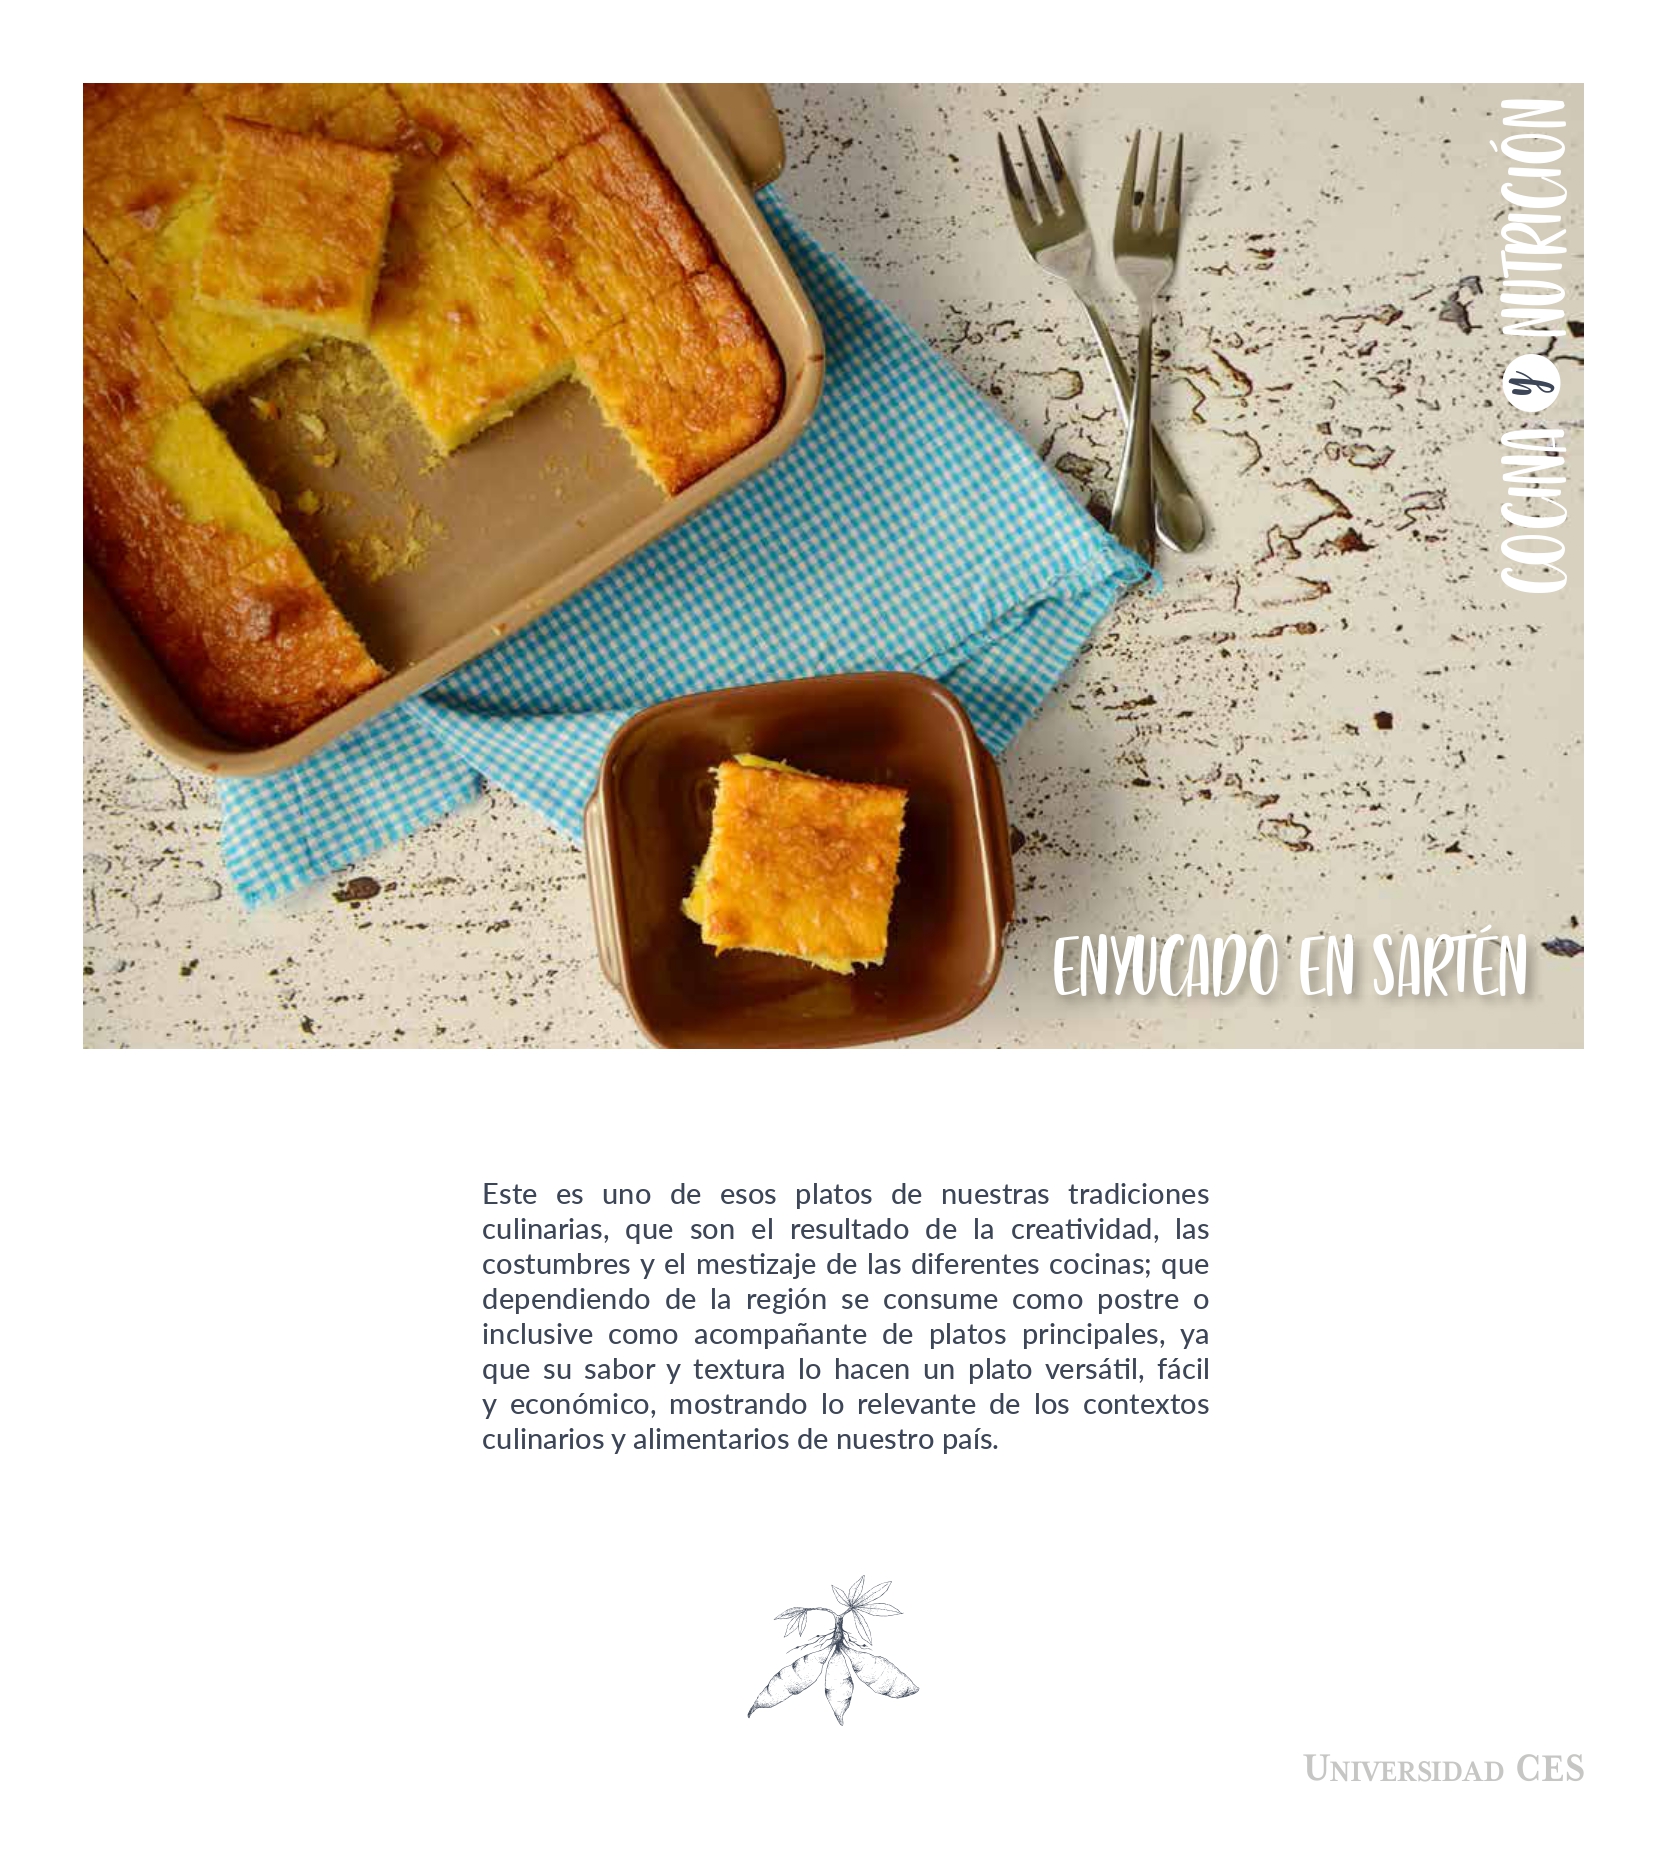 COCINA y NUTRICIÓN
ENYUCADO EN SARTÉN
Este es uno de esos platos de nuestras tradiciones
culinarias, que son el resultado de la creatividad, las
costumbres y el mestizaje de las diferentes cocinas; que
dependiendo de la región se consume como postre o
inclusive como acompañante de platos principales, ya
que su sabor y textura lo hacen un plato versátil, fácil
y económico, mostrando lo relevante de los contextos
culinarios y alimentarios de nuestro país.
UNIVERSIDAD CES